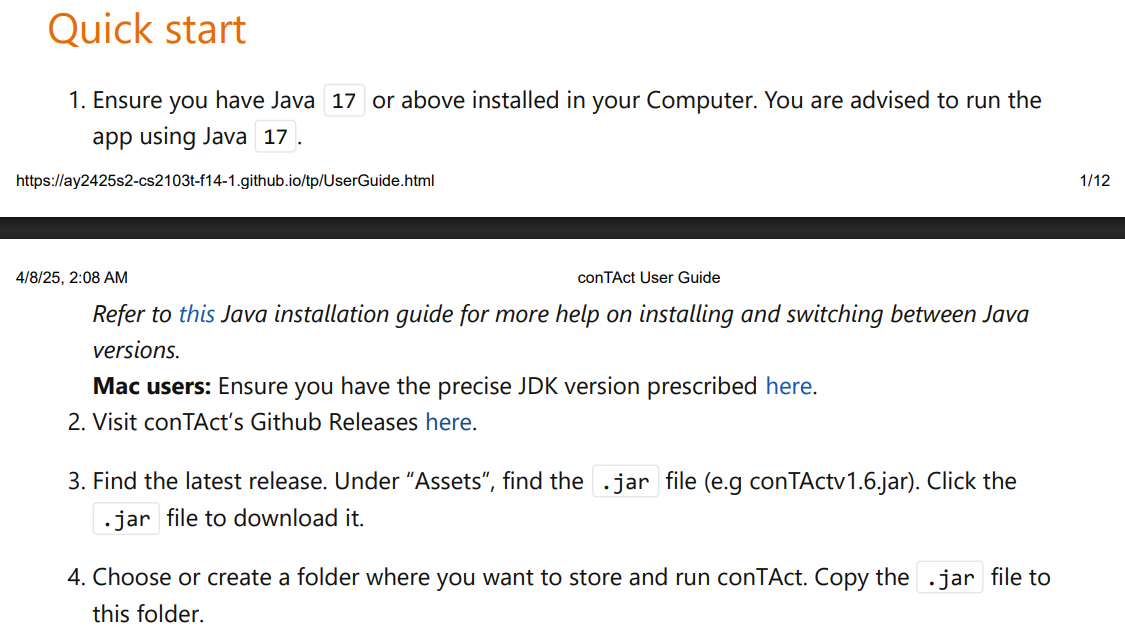 Quick start
1. Ensure you have Java 17 or above installed in your Computer. You are advised to run the
app using Java 17.
https://ay2425s2-cs2103t-f14-1.github.io/tp/UserGuide.html 1/12
4/8/25, 2:08 AM conTAct User Guide
Refer to this Java installation guide for more help on installing and switching between Java
versions.
Mac users: Ensure you have the precise JDK version prescribed here.
2. Visit conTAct’s Github Releases here.
3. Find the latest release. Under “Assets”, find the .jar file (e.g conTActv1.6.jar). Click the
.jar file to download it.
4. Choose or create a folder where you want to store and run conTAct. Copy the .jar file to
this folder.